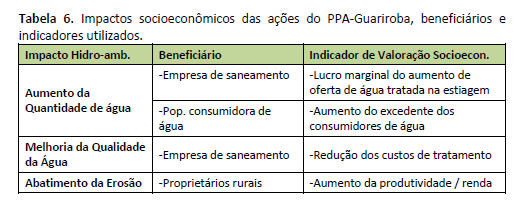 Tabela 6. Impactos socioeconômicos das ações do PPA-Guariroba, beneficiários e
indicadores utilizados.
Impacto Hidro-amb. Beneficiário Indicador de Valoração Socioecon.
Aumento da
Quantidade de água
-Empresa de saneamento
-Lucro marginal do aumento de
oferta de água tratada na estiagem
-Pop. consumidora de
água
-Aumento do excedente dos
consumidores de água
Melhoria da Qualidade
da Água
-Empresa de saneamento
-Redução dos custos de tratamento
Abatimento da Erosão
-Proprietários rurais
-Aumento da produtividade / renda